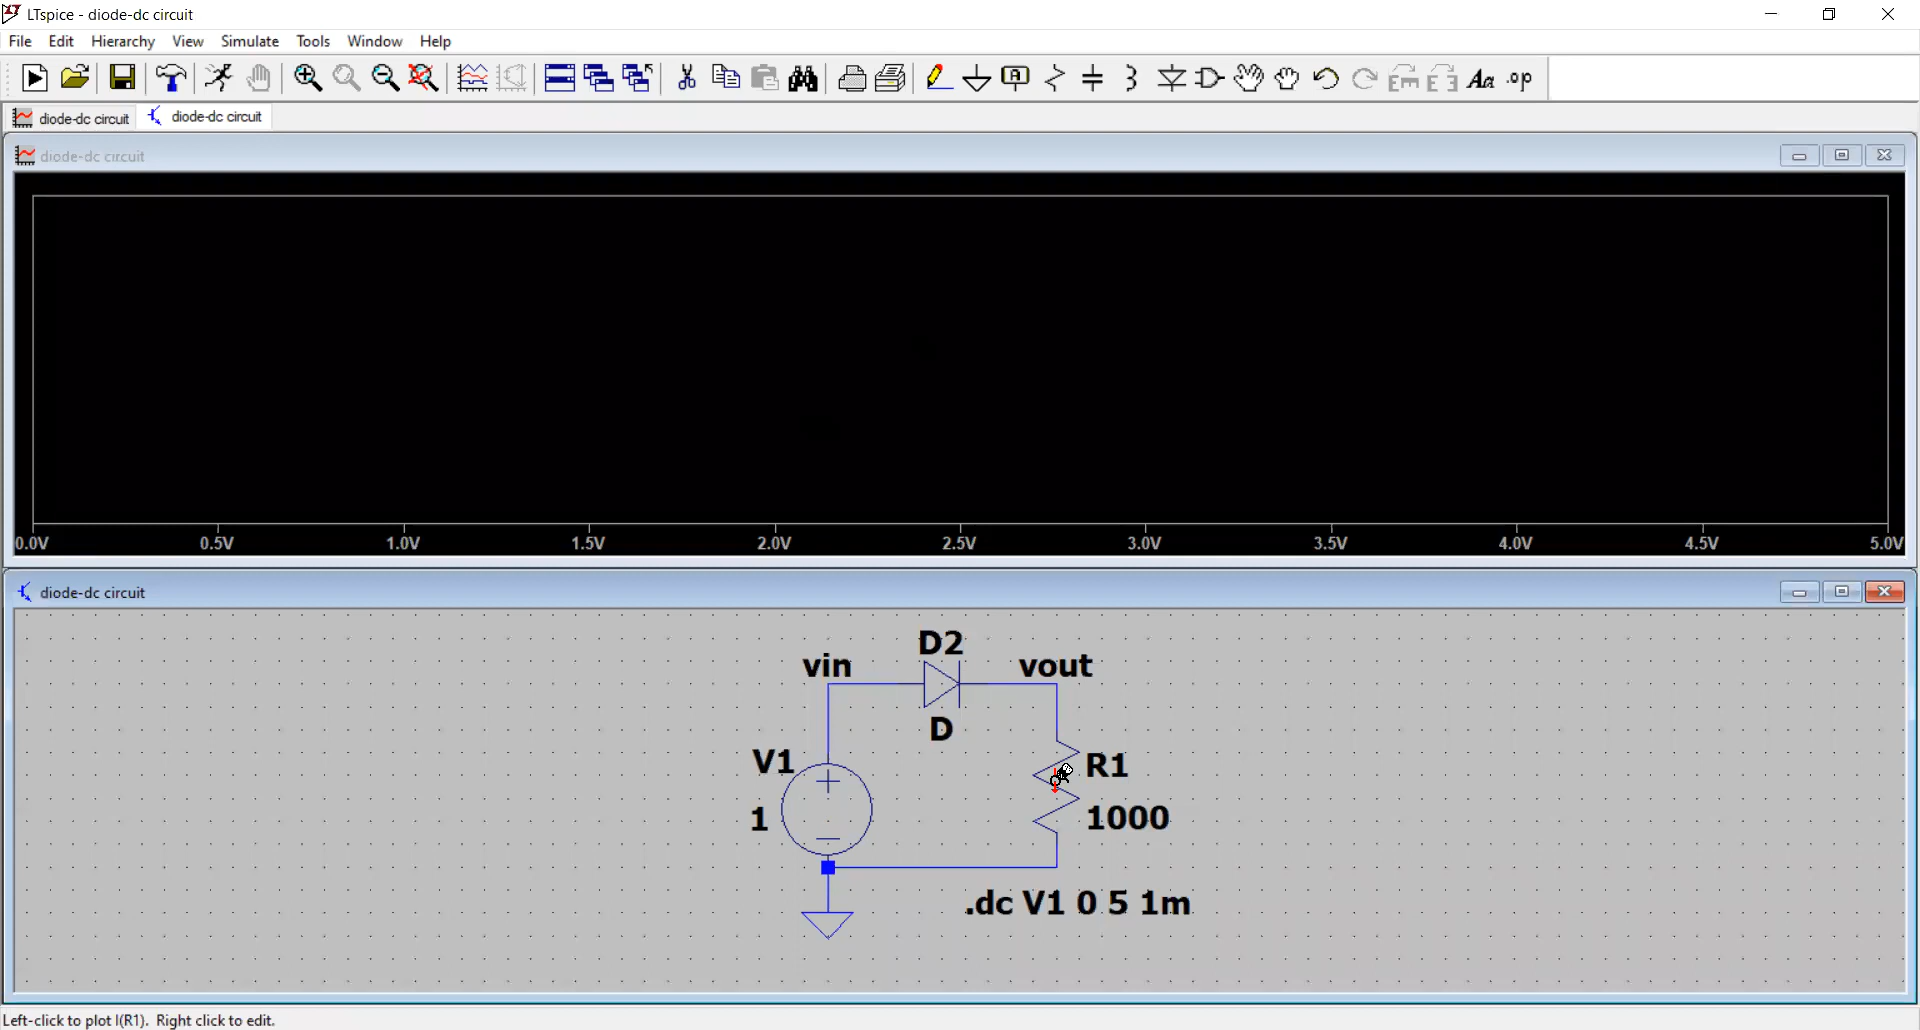 LTspice - diode-dc circuit
File Edit Hierarchy View Simulate Tools Window Help
A Aa .op
diode-dc circuit diode-dc circuit
diode-dc circuit
0.0V 0.5V 1.0V 1.5V 2.0V 2.5V 3.0V 3.5V 4.0V 4.5V 5.0V
diode-dc circuit
D2
vin vout
D
V1 R1
1 1000
.dc V1 0 5 1m
Left-click to plot I(R1). Right click to edit.